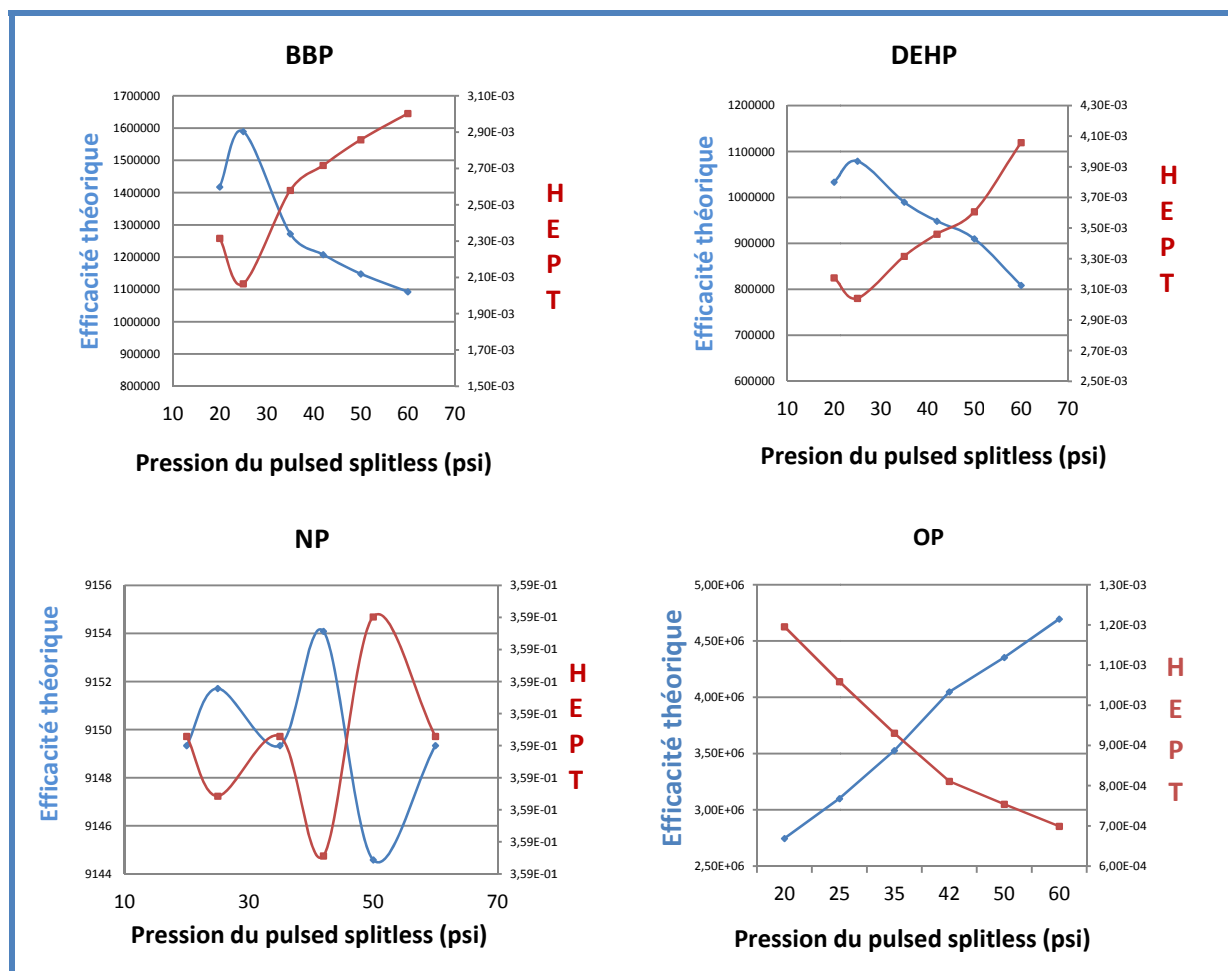 BBP
Efficacité théorique
1700000
1600000
1500000
1400000
1300000
1200000
1100000
1000000
900000
800000
3,10E-03
2,90E-03
2,70E-03
2,50E-03
2,30E-03
2,10E-03
1,90E-03
1,70E-03
1,50E-03
H
E
P
T
10 20 30 40 50 60 70
Pression du pulsed splitless (psi)
DEHP
Efficacité théorique
1200000
1100000
1000000
900000
800000
700000
600000
4,30E-03
4,10E-03
3,90E-03
3,70E-03
3,50E-03
3,30E-03
3,10E-03
2,90E-03
2,70E-03
2,50E-03
H
E
P
T
10 20 30 40 50 60 70
Presion du pulsed splitless (psi)
NP
Efficacité théorique
9156
9154
9152
9150
9148
9146
9144
3,59E-01
3,59E-01
3,59E-01
3,59E-01
3,59E-01
3,59E-01
3,59E-01
3,59E-01
3,59E-01
3,59E-01
H
E
P
T
10 30 50 70
Pression du pulsed splitless (psi)
OP
Efficacité théorique
5,00E+06
4,50E+06
4,00E+06
3,50E+06
3,00E+06
2,50E+06
1,30E-03
1,20E-03
1,10E-03
1,00E-03
9,00E-04
8,00E-04
7,00E-04
6,00E-04
H
E
P
T
20 25 35 42 50 60
Pression du pulsed splitless (psi)